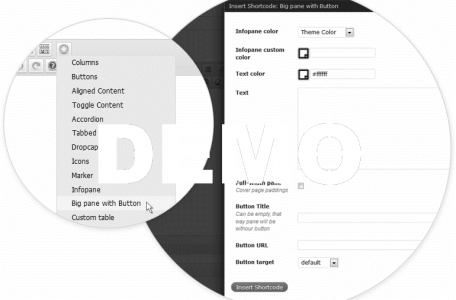 Columns
Buttons
Aligned Content
Toggle Content
Accordion
Tabbed
Dropcap
Icons
Marker
Infopane
Big pane with Button
Custom table
DEMO
Insert Shortcode: Big pane with Button
Infopane color
Theme Color
Infopane custom
color
Text color
#ffffff
Text
Full-width pane
Cover page paddings
Button Title
Can be empty, that
way pane will be
without button
Button URL
Button target
default
Insert Shortcode